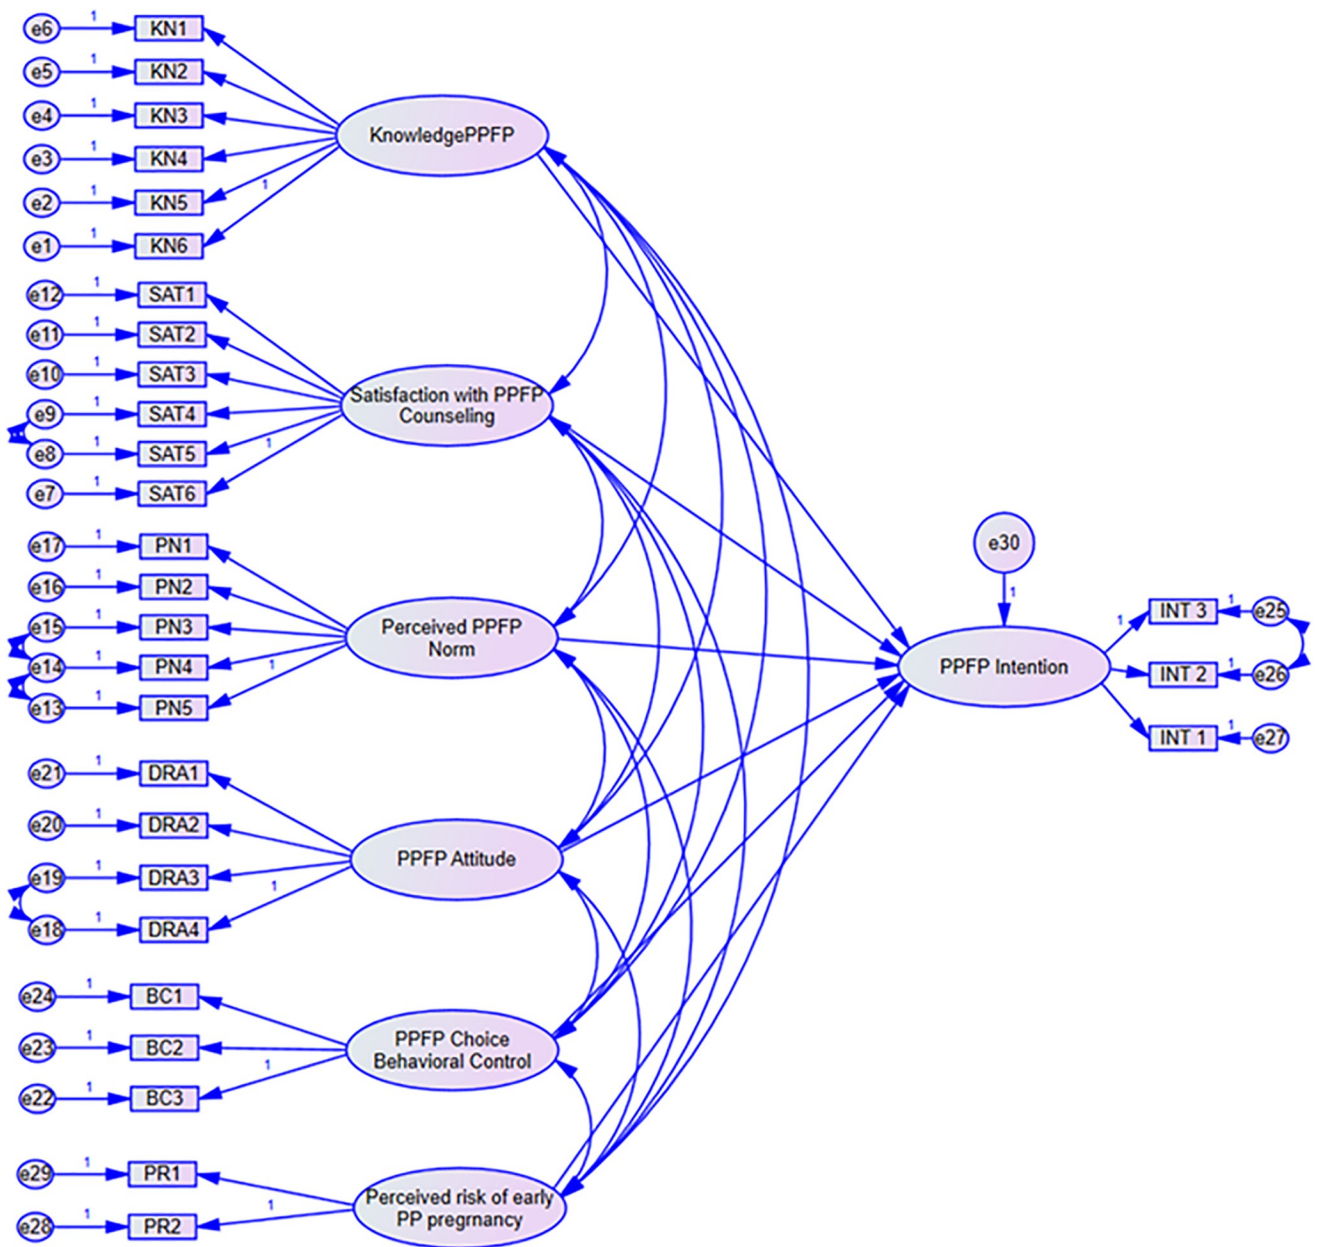 e6 1 KN1
e5 1 KN2
e4 1 KN3
e3 1 KN4
e2 1 KN5
1
e1 1 KN6
KnowledgePPFP
e12 1 SAT1
e11 1 SAT2
e10 1 SAT3
e9 1 SAT4
e8 1 SAT5
1
e7 1 SAT6
Satisfaction with PPFP
Counseling
e17 1 PN1
e16 1 PN2
e15 1 PN3
e14 1 PN4
1
e13 1 PN5
Perceived PPFP
Norm
e21 1 DRA1
e20 1 DRA2
e19 1 DRA3
1
e18 1 DRA4
PPFP Attitude
e24 1 BC1
e23 1 BC2
1
e22 1 BC3
PPFP Choice
Behavioral Control
e29 1 PR1
1
e28 1 PR2
Perceived risk of early
PP pregrnancy
e30
1
PPFP Intention
1 INT 3 1 e25
INT 2 1 e26
INT 1 1 e27